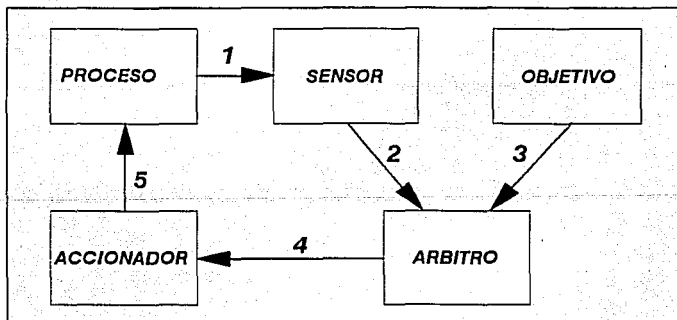 PROCESO
1
SENSOR
OBJETIVO
2
3
5
ACCIONADOR
4
ARBITRO